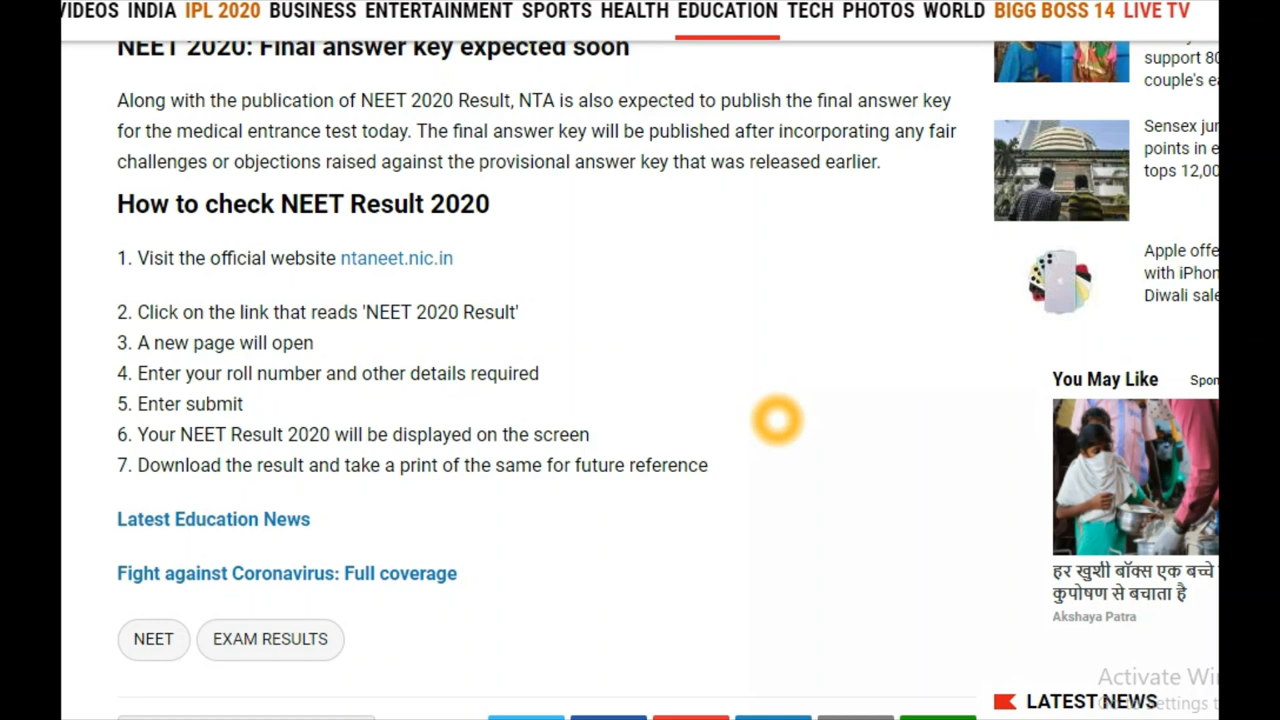 VIDEOS INDIA IPL 2020 BUSINESS ENTERTAINMENT SPORTS HEALTH EDUCATION TECH PHOTOS WORLD BIGG BOSS 14 LIVE TV
NEET 2020: Final answer key expected soon
Along with the publication of NEET 2020 Result, NTA is also expected to publish the final answer key
for the medical entrance test today. The final answer key will be published after incorporating any fair
challenges or objections raised against the provisional answer key that was released earlier.
How to check NEET Result 2020
1. Visit the official website ntaneet.nic.in
2. Click on the link that reads 'NEET 2020 Result'
3. A new page will open
4. Enter your roll number and other details required
5. Enter submit
6. Your NEET Result 2020 will be displayed on the screen
7. Download the result and take a print of the same for future reference
Latest Education News
Fight against Coronavirus: Full coverage
NEET EXAM RESULTS
support 80
couple's ea
Sensex jum
points in e
tops 12,00
Apple offe
with iPhon
Diwali sale
You May Like Spon
हर खुशी बॉक्स एक बच्चे
कुपोषण से बचाता है
Akshaya Patra
Activate Wi
LATEST NEWS
Settings t